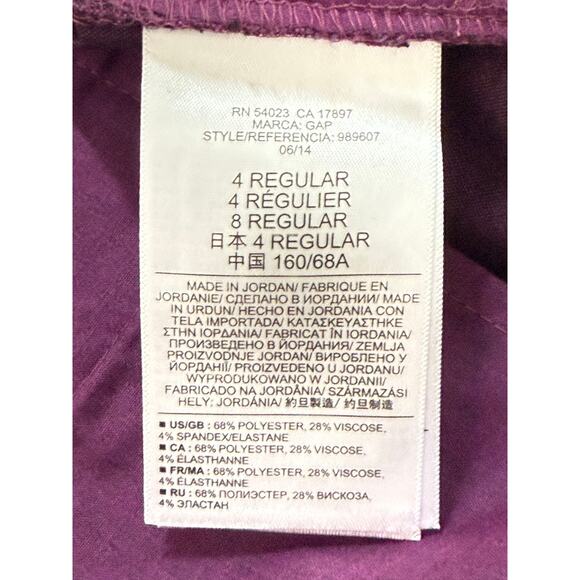 RN 54023 CA 17897
MARCA: GAP
STYLE/REFERENCIA: 989607
06/14
4 REGULAR
4 RÉGULIER
8 REGULAR
日本 4 REGULAR
中国 160/68A
MADE IN JORDAN/ FABRIQUE EN
JORDANIE/ СДЕЛАНО В ИОРДАНИИ/ MADE
IN URDUN/ HECHO EN JORDANIA CON
TELA IMPORTADA/ ΚΑΤΑΣΚΕΥΑΣΤΗΚΕ
ΣΤΗΝ ΙΟΡΔΑΝΙΑ/ FABRICAT ÎN IORDANIA/
ПРОИЗВЕДЕНО В ЙОРДАНИЯ/ ZEMLJA
PROIZVODNJE JORDAN/ ВИРОБЛЕНО У
ЙОРДАНІЇ/ PROIZVEDENO U JORDANU/
WYPRODUKOWANO W JORDANII/
FABRICADO NA JORDÂNIA/ SZÁRMAZÁSI
HELY: JORDÁNIA/ 約旦製造/ 约旦制造
■ US/GB : 68% POLYESTER, 28% VISCOSE,
4% SPANDEX/ELASTANE
■ CA : 68% POLYESTER, 28% VISCOSE,
4% ÉLASTHANNE
■ FR/MA : 68% POLYESTER, 28% VISCOSE,
4% ÉLASTHANNE
■ RU : 68% ПОЛИЭСТЕР, 28% ВИСКОЗА,
4% ЭЛАСТАН